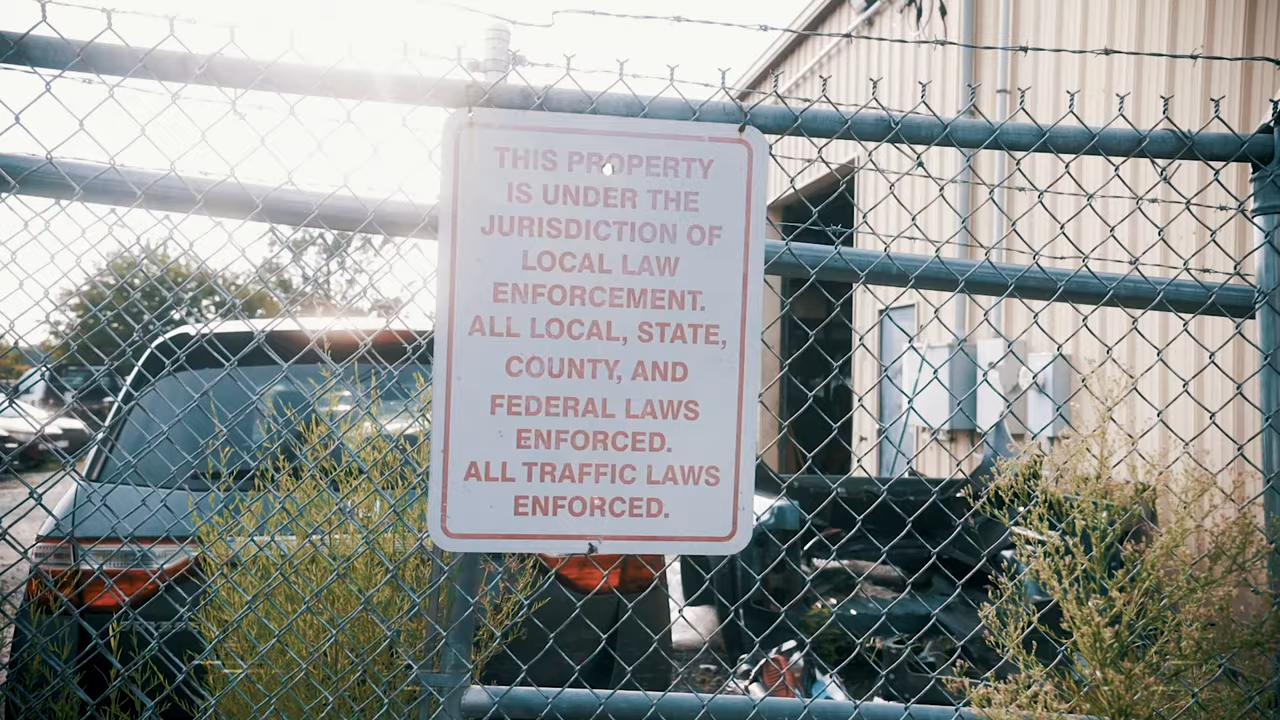 THIS PROPERTY
IS UNDER THE
JURISDICTION OF
LOCAL LAW
ENFORCEMENT.
ALL LOCAL, STATE,
COUNTY, AND
FEDERAL LAWS
ENFORCED.
ALL TRAFFIC LAWS
ENFORCED.